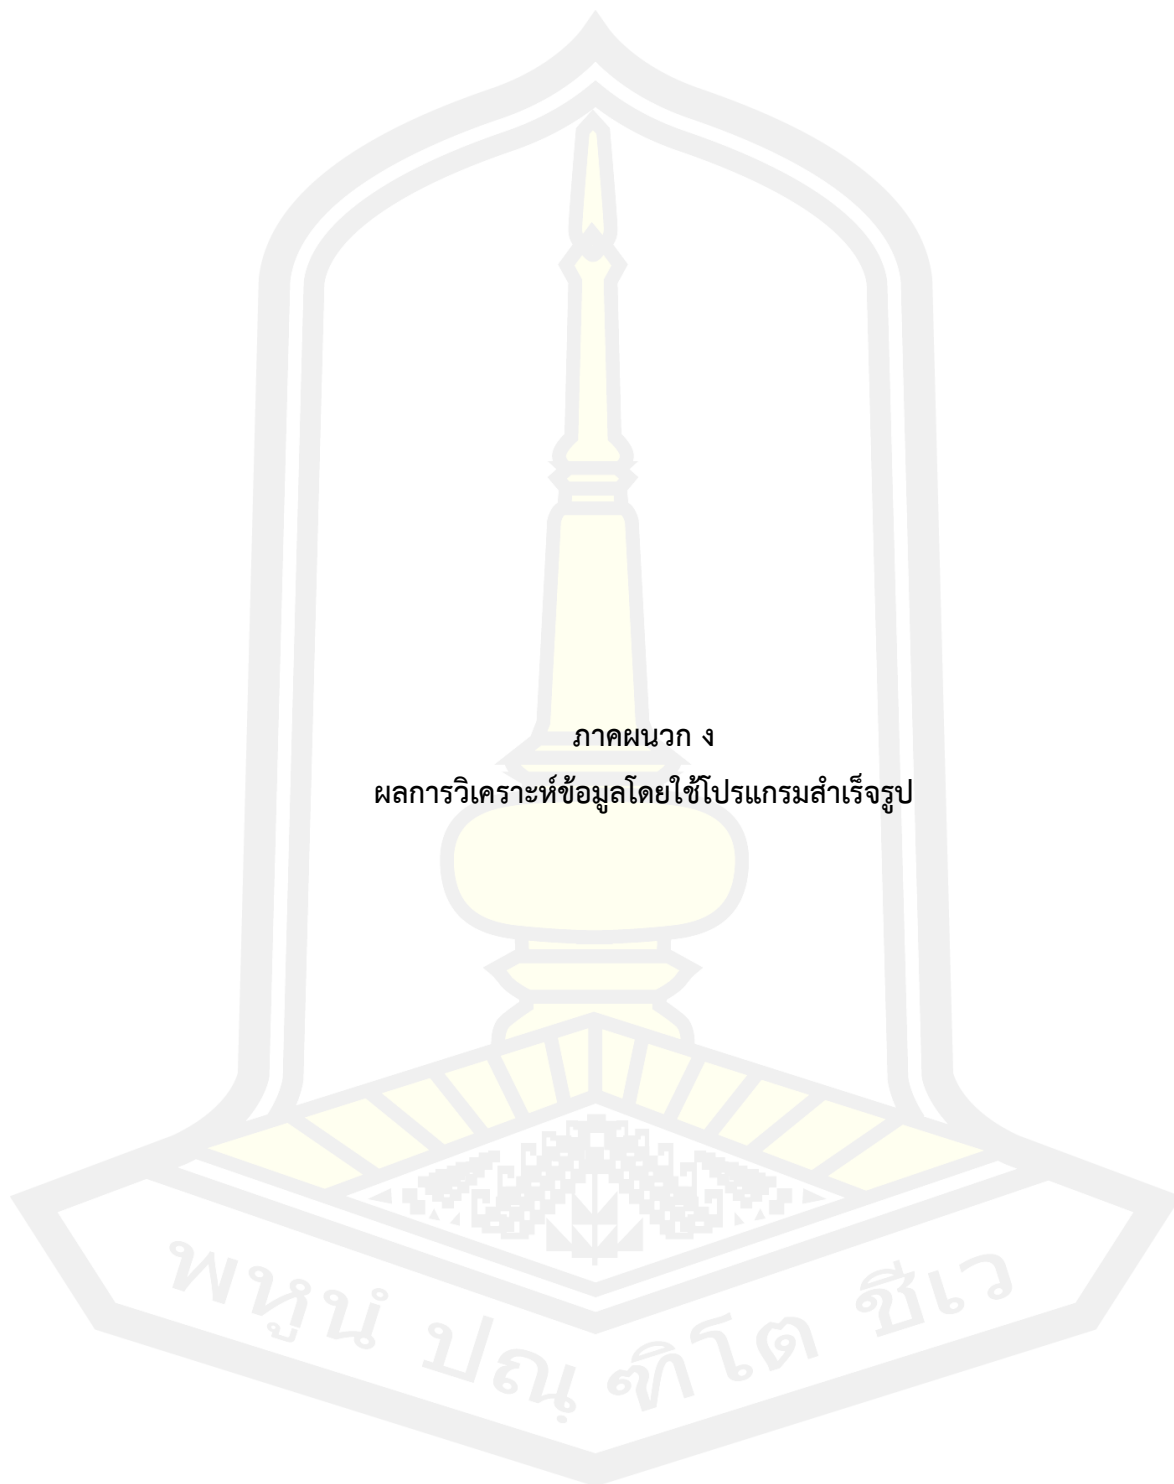 ภาคผนวก ง
ผลการวิเคราะห์ข้อมูลโดยใช้โปรแกรมสำเร็จรูป
พหูนํ ปณฺฑิโต ชีเว